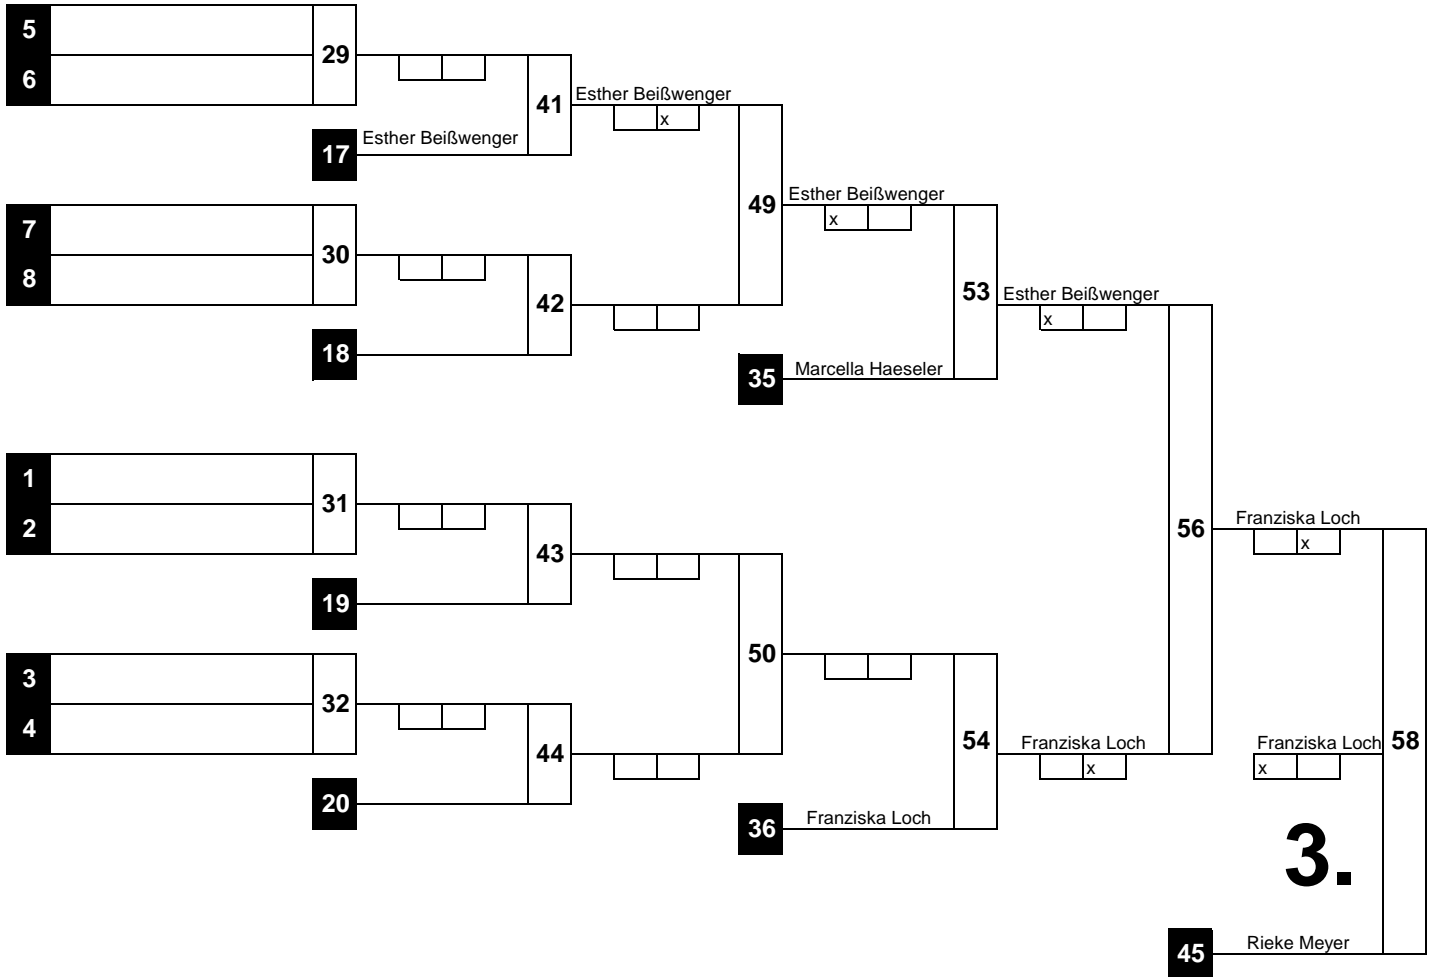 5
29
6
41
Esther Beißwenger
x
17
Esther Beißwenger
7
30
8
42
18
49
Esther Beißwenger
x
35
Marcella Haeseler
53
Esther Beißwenger
x
1
31
2
43
19
3
32
4
44
20
50
36
Franziska Loch
54
Franziska Loch
x
56
Franziska Loch
x
Franziska Loch
x
58
3.
45
Rieke Meyer